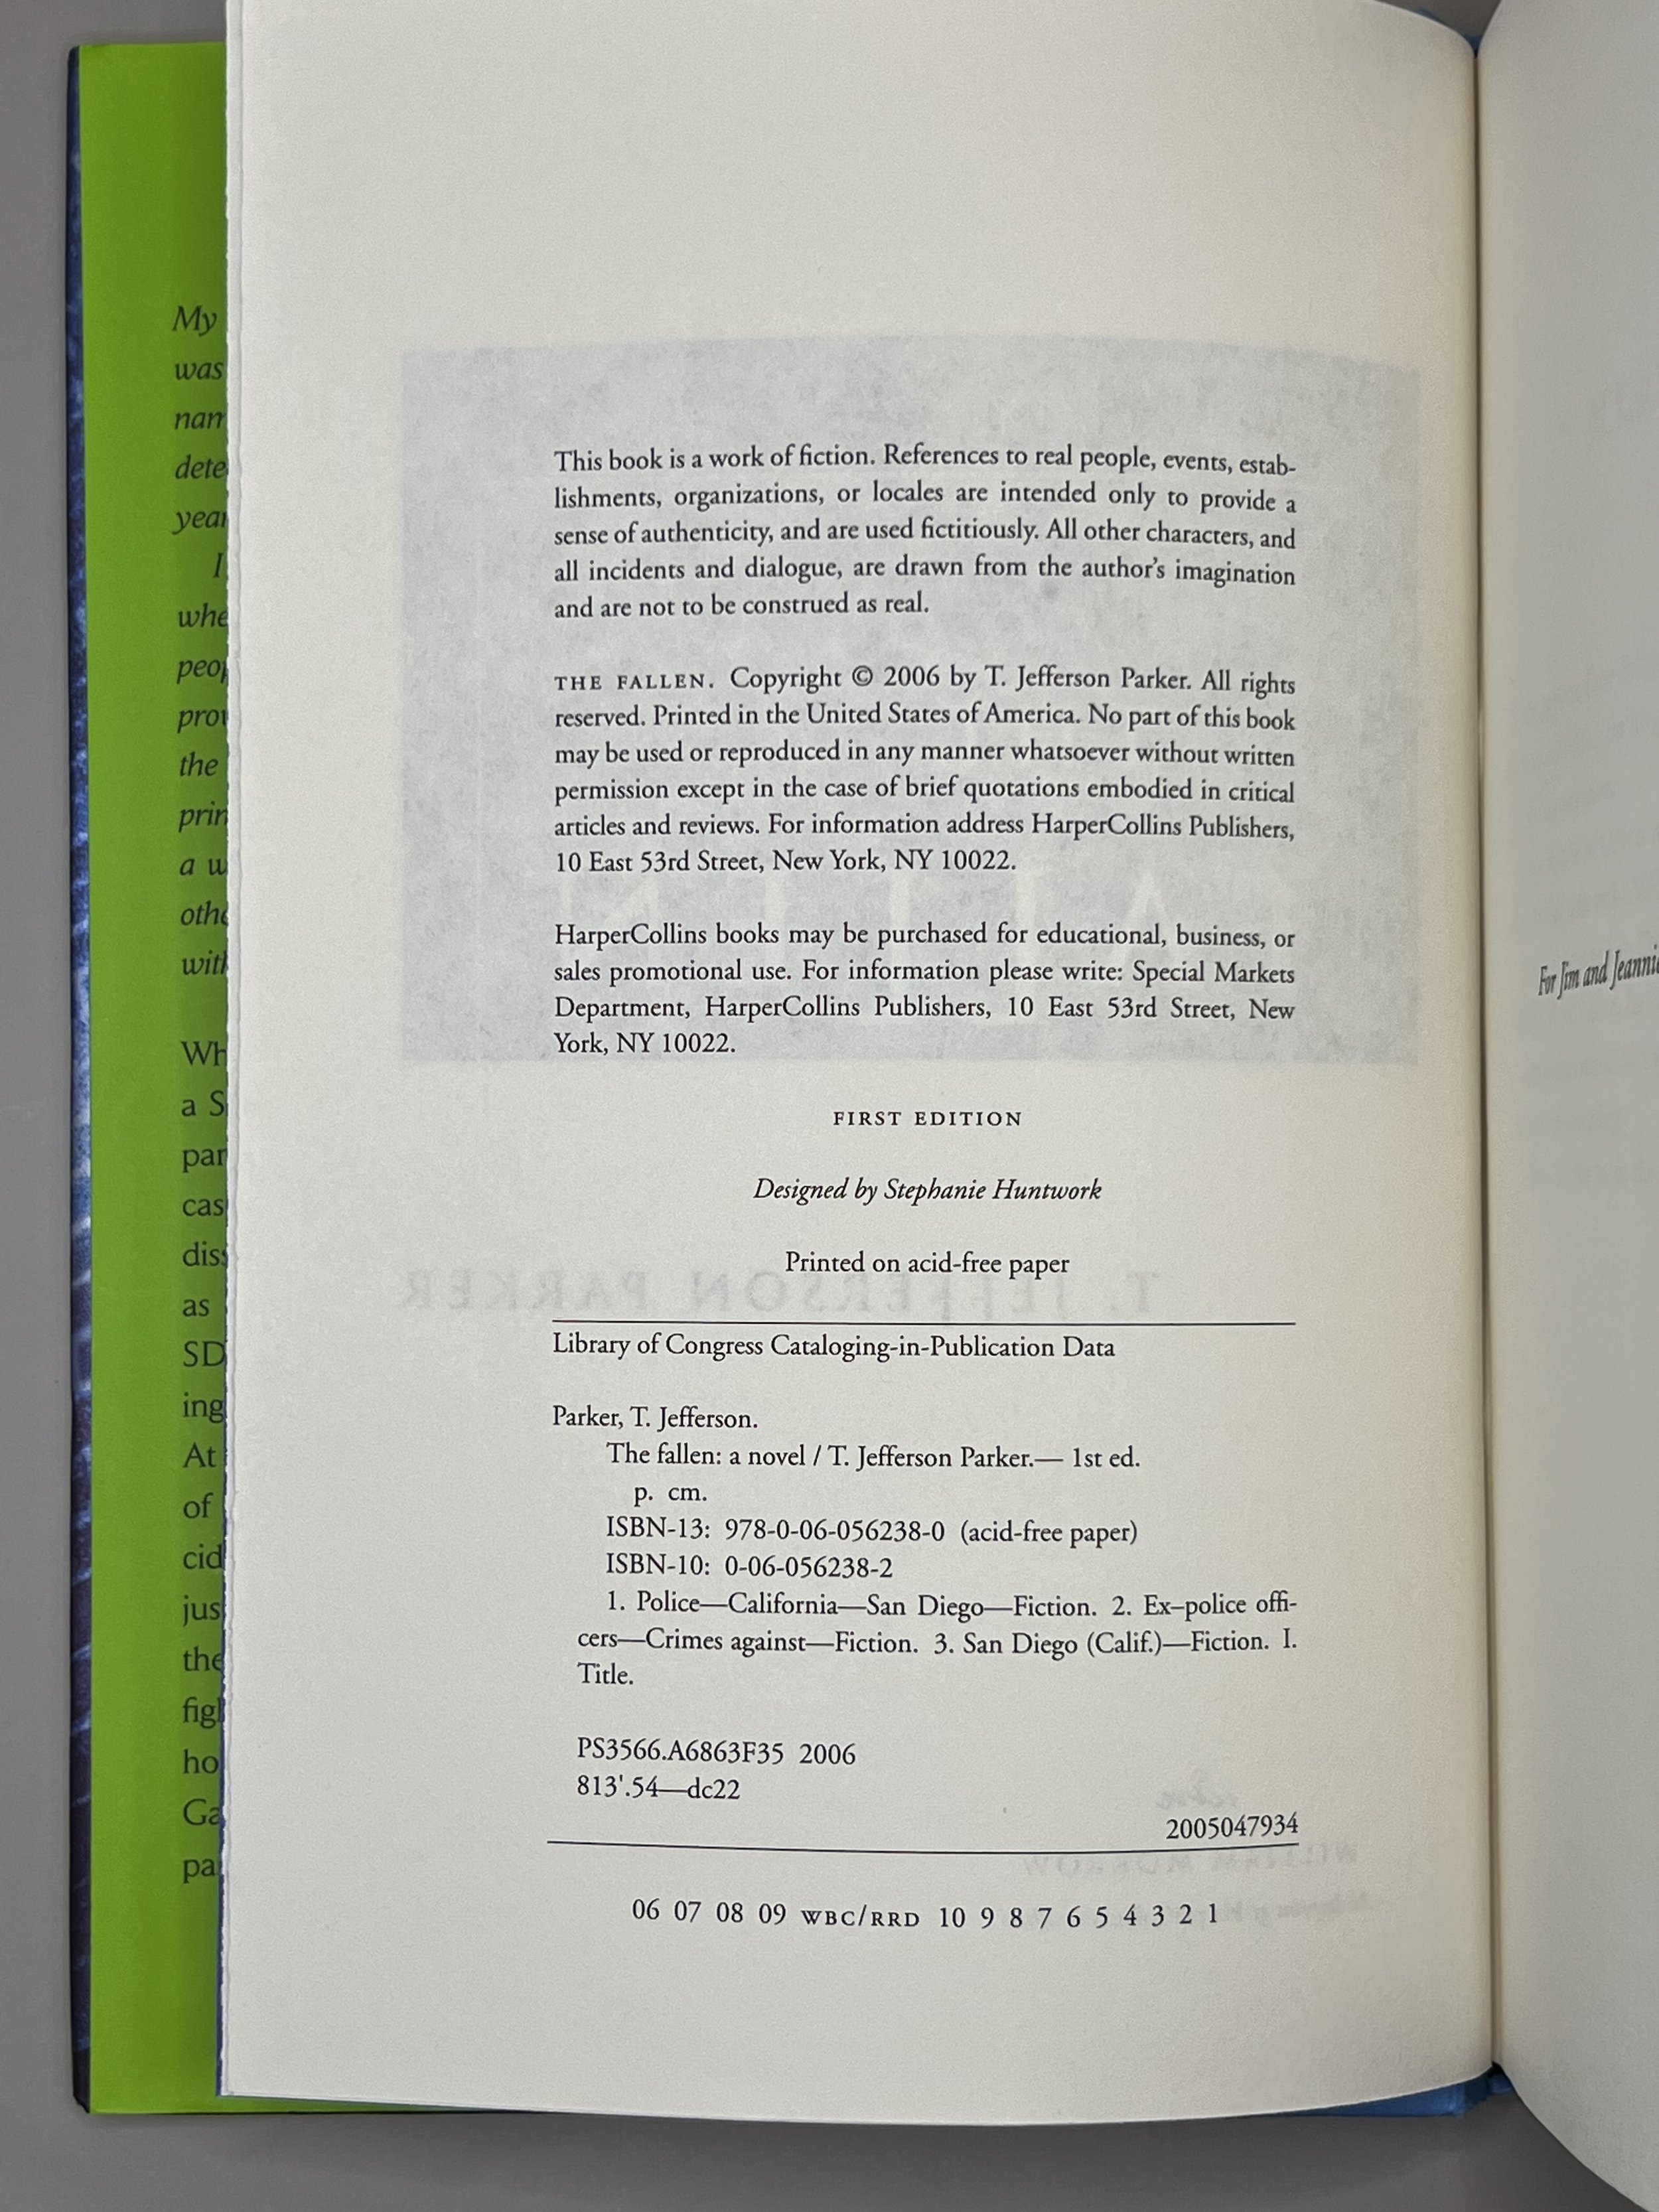 My
was
I
the
a
Wh
a S
as
SD
ing
At
of
This book is a work of fiction. References to real people, events, estab-
lishments, organizations, or locales are intended only to provide a
sense of authenticity, and are used fictitiously. All other characters, and
all incidents and dialogue, are drawn from the author’s imagination
and are not to be construed as real.
THE FALLEN. Copyright © 2006 by T. Jefferson Parker. All rights
reserved. Printed in the United States of America. No part of this book
may be used or reproduced in any manner whatsoever without written
permission except in the case of brief quotations embodied in critical
articles and reviews. For information address HarperCollins Publishers,
10 East 53rd Street, New York, NY 10022.
HarperCollins books may be purchased for educational, business, or
sales promotional use. For information please write: Special Markets
Department, HarperCollins Publishers, 10 East 53rd Street, New
York, NY 10022.
FIRST EDITION
Designed by Stephanie Huntwork
Printed on acid-free paper
T. JEFFERSON PARKER
Library of Congress Cataloging-in-Publication Data
Parker, T. Jefferson.
The fallen: a novel / T. Jefferson Parker.— 1st ed.
p. cm.
ISBN-13: 978-0-06-056238-0 (acid-free paper)
ISBN-10: 0-06-056238-2
1. Police—California—San Diego—Fiction. 2. Ex–police offi-
cers—Crimes against—Fiction. 3. San Diego (Calif.)—Fiction. I.
Title.
PS3566.A6863F35 2006
813'.54—dc22
2005047934
WILLIAM MORROW
06 07 08 09 WBC/RRD 10 9 8 7 6 5 4 3 2 1
For Jim and